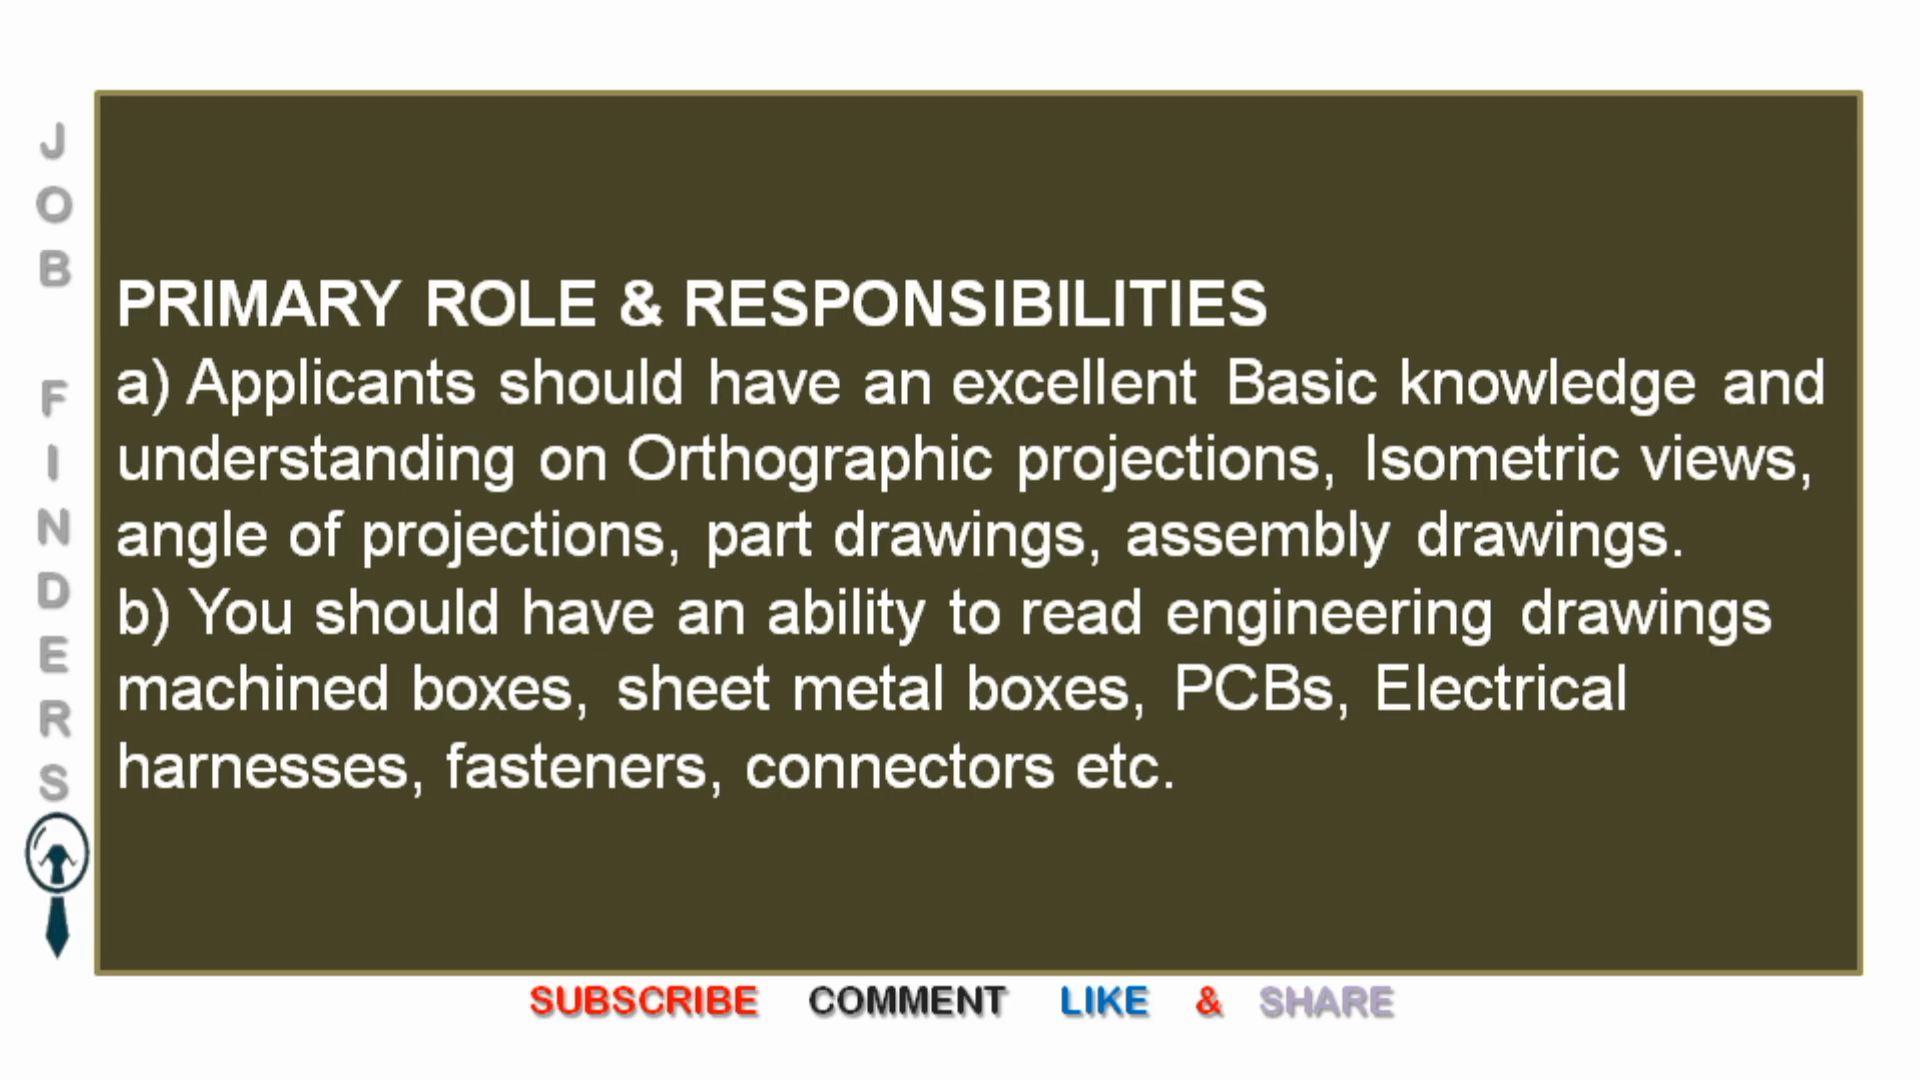 JOB FINDERS
PRIMARY ROLE & RESPONSIBILITIES
a) Applicants should have an excellent Basic knowledge and
understanding on Orthographic projections, Isometric views,
angle of projections, part drawings, assembly drawings.
b) You should have an ability to read engineering drawings
machined boxes, sheet metal boxes, PCBs, Electrical
harnesses, fasteners, connectors etc.
SUBSCRIBE COMMENT LIKE & SHARE